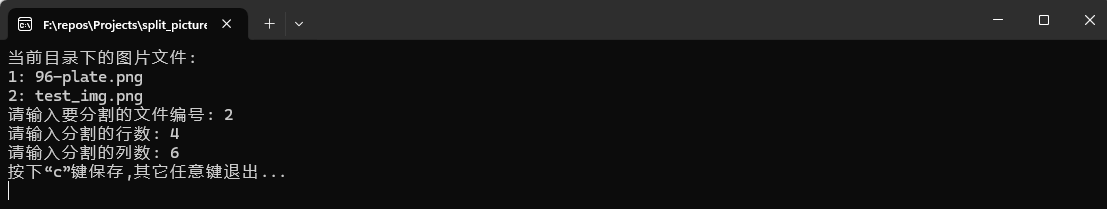 F:\repos\Projects\split_picture
当前目录下的图片文件:
1: 96-plate.png
2: test_img.png
请输入要分割的文件编号: 2
请输入分割的行数: 4
请输入分割的列数: 6
按下“c”键保存,其它任意键退出...